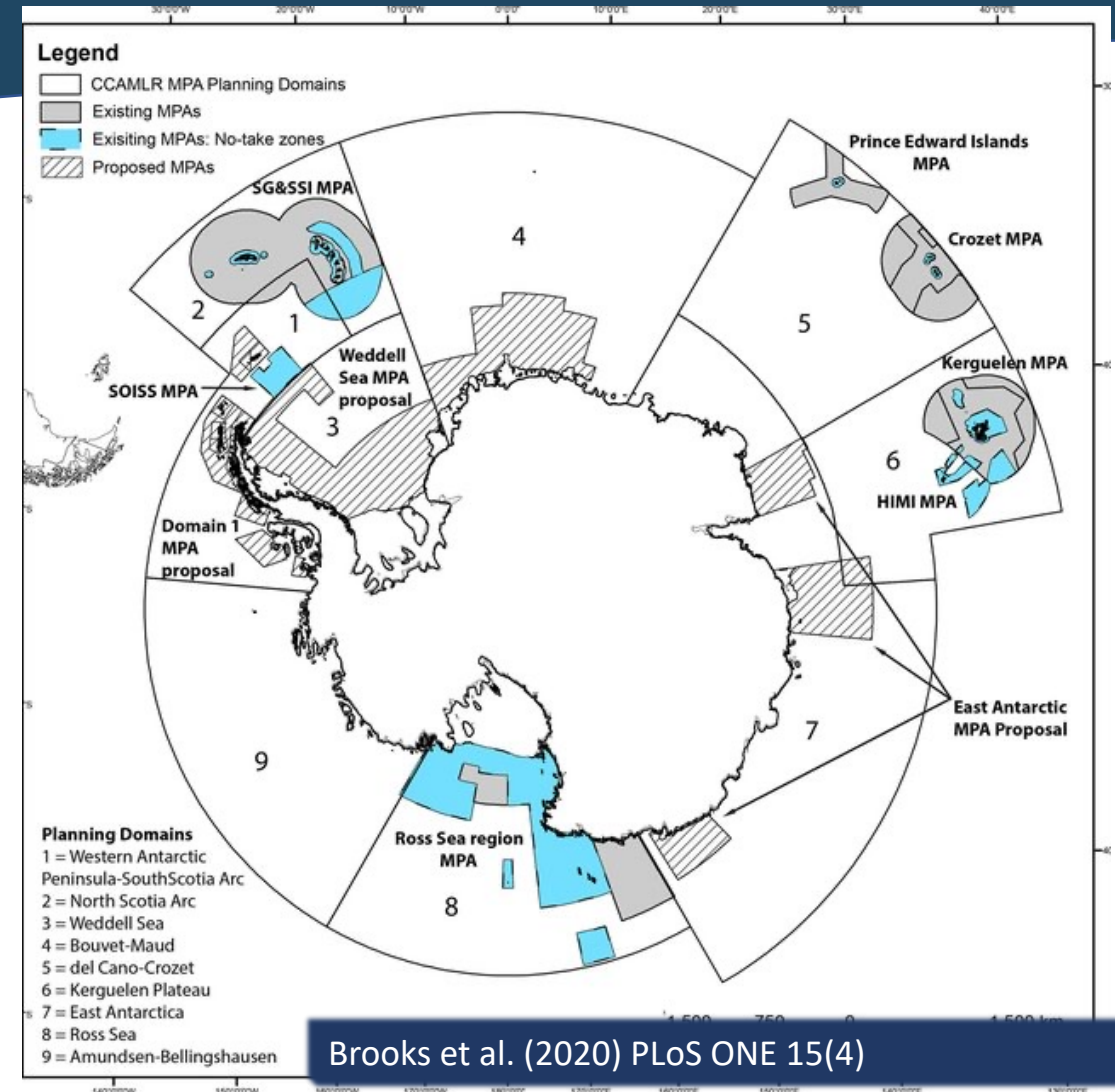 Legend
CCAMLR MPA Planning Domains
Existing MPAs
Exisiting MPAs: No-take zones
Proposed MPAs
SG&SSI MPA
Prince Edward Islands
MPA
Crozet MPA
Kerguelen MPA
HIMI MPA
Weddell
Sea MPA
proposal
SOISS MPA
Domain 1
MPA
proposal
East Antarctic
MPA Proposal
Ross Sea region
MPA
1
2
3
4
5
6
7
8
9
Planning Domains
1 = Western Antarctic
Peninsula-SouthScotia Arc
2 = North Scotia Arc
3 = Weddell Sea
4 = Bouvet-Maud
5 = del Cano-Crozet
6 = Kerguelen Plateau
7 = East Antarctica
8 = Ross Sea
9 = Amundsen-Bellingshausen
Brooks et al. (2020) PLoS ONE 15(4)